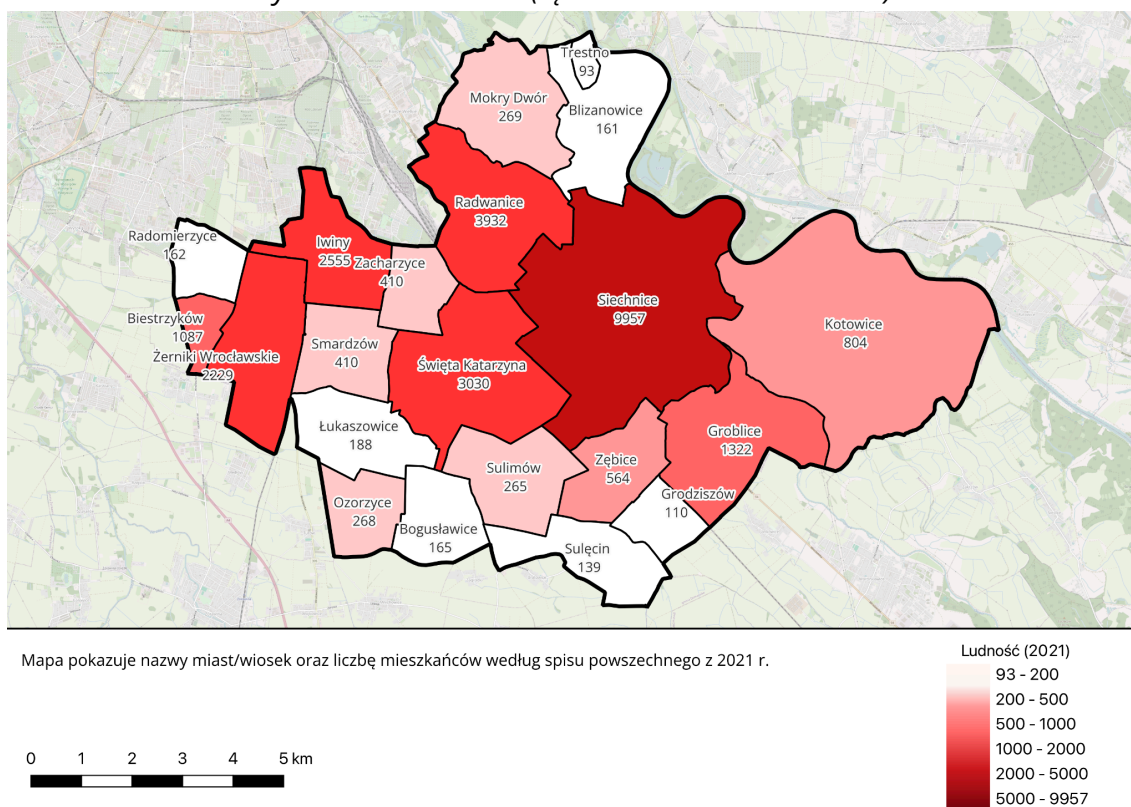 Trestno
93
Mokry Dwór
269
Blizanowice
161
Radwanice
3932
Radomierzyce
162
Iwiny
2555
Zacharzyce
410
Siechnice
9957
Kotowice
804
Biestrzyków
1087
Smardzów
410
Żerniki Wrocławskie
2229
Święta Katarzyna
3030
Łukaszowice
188
Groblice
1322
Zębice
564
Sulimów
265
Grodziszów
110
Ozorzyce
268
Bogusławice
165
Sulęcin
139
Mapa pokazuje nazwy miast/wiosek oraz liczbę mieszkańców według spisu powszechnego z 2021 r.
Ludność (2021)
93 - 200
200 - 500
500 - 1000
1000 - 2000
2000 - 5000
5000 - 9957
0 1 2 3 4 5 km